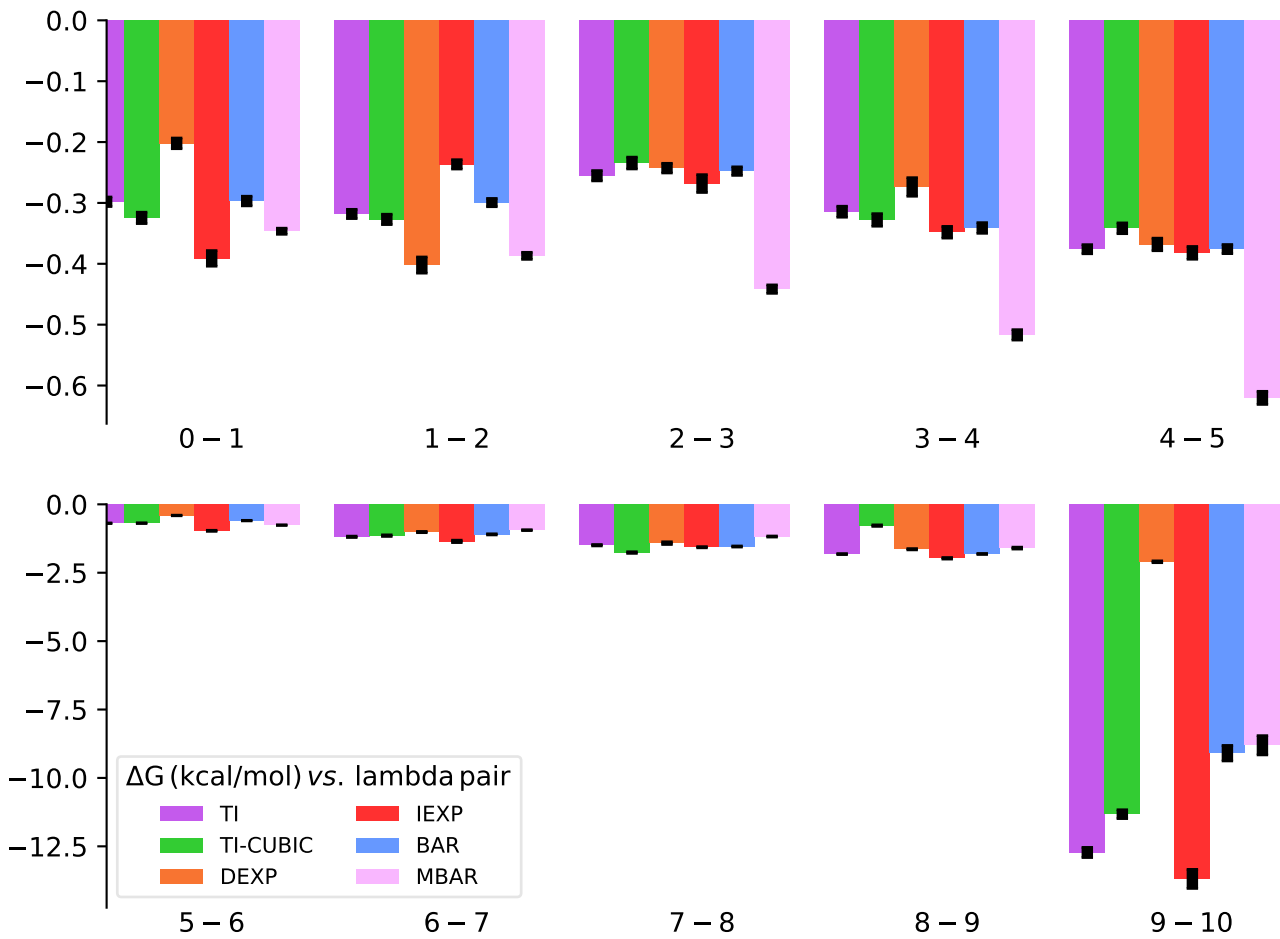 0.0
−0.1
−0.2
−0.3
−0.4
−0.5
−0.6
0 − 1 1 − 2 2 − 3 3 − 4 4 − 5
0.0
−2.5
−5.0
−7.5
−10.0
−12.5
ΔG (kcal/mol) vs. lambda pair
TI IEXP
TI-CUBIC BAR
DEXP MBAR
5 − 6 6 − 7 7 − 8 8 − 9 9 − 10